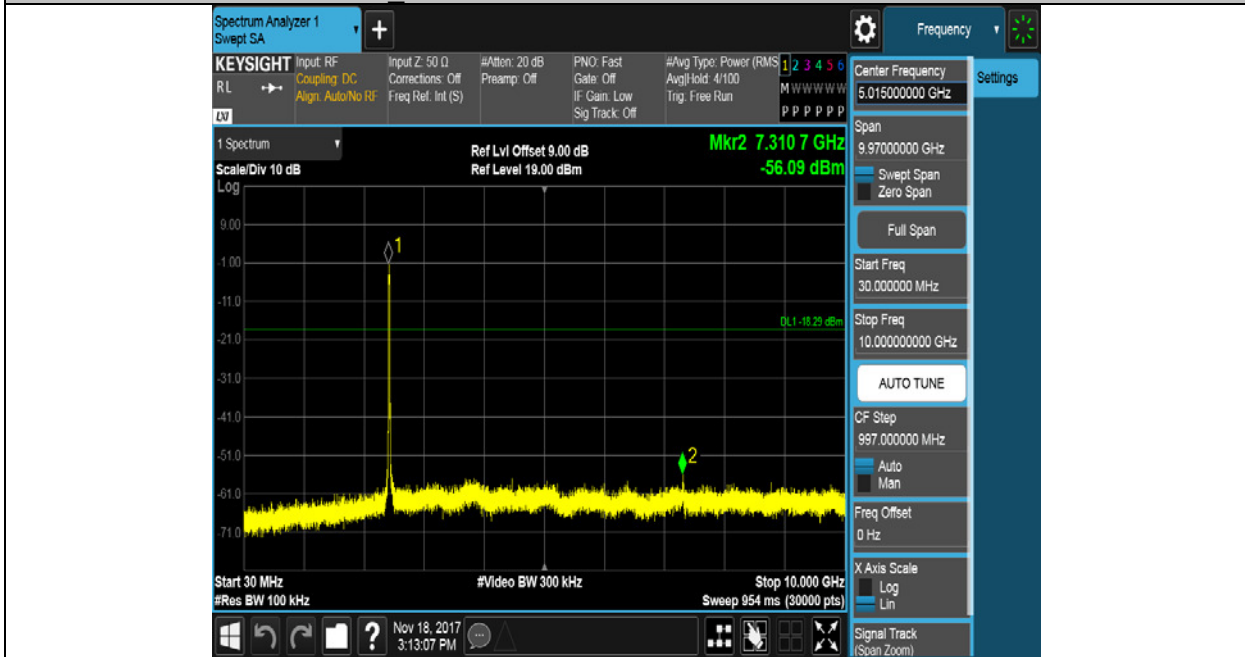 Spectrum Analyzer 1
Swept SA
+
Frequency
KEYSIGHT
RL
LXI
Input: RF
Coupling: DC
Align: Auto/No RF
Input Z: 50 Ω
Corrections: Off
Freq Ref: Int (S)
#Atten: 20 dB
Preamp: Off
PNO: Fast
Gate: Off
IF Gain: Low
Sig Track: Off
#Avg Type: Power (RMS
Avg|Hold: 4/100
Trig: Free Run
1 2 3 4 5 6
M W W W W W
P P P P P P
1 Spectrum
Scale/Div 10 dB
Log
Ref Lvl Offset 9.00 dB
Ref Level 19.00 dBm
Mkr2 7.310 7 GHz
-56.09 dBm
9.00
-1.00
-11.0
-21.0
-31.0
-41.0
-51.0
-61.0
-71.0
1
DL1 -18.29 dBm
2
Start 30 MHz
#Res BW 100 kHz
#Video BW 300 kHz
Stop 10.000 GHz
Sweep 954 ms (30000 pts)
?
Nov 18, 2017
3:13:07 PM
Center Frequency
5.015000000 GHz
Settings
Span
9.97000000 GHz
Swept Span
Zero Span
Full Span
Start Freq
30.000000 MHz
Stop Freq
10.000000000 GHz
AUTO TUNE
CF Step
997.000000 MHz
Auto
Man
Freq Offset
0 Hz
X Axis Scale
Log
Lin
Signal Track
(Span Zoom)